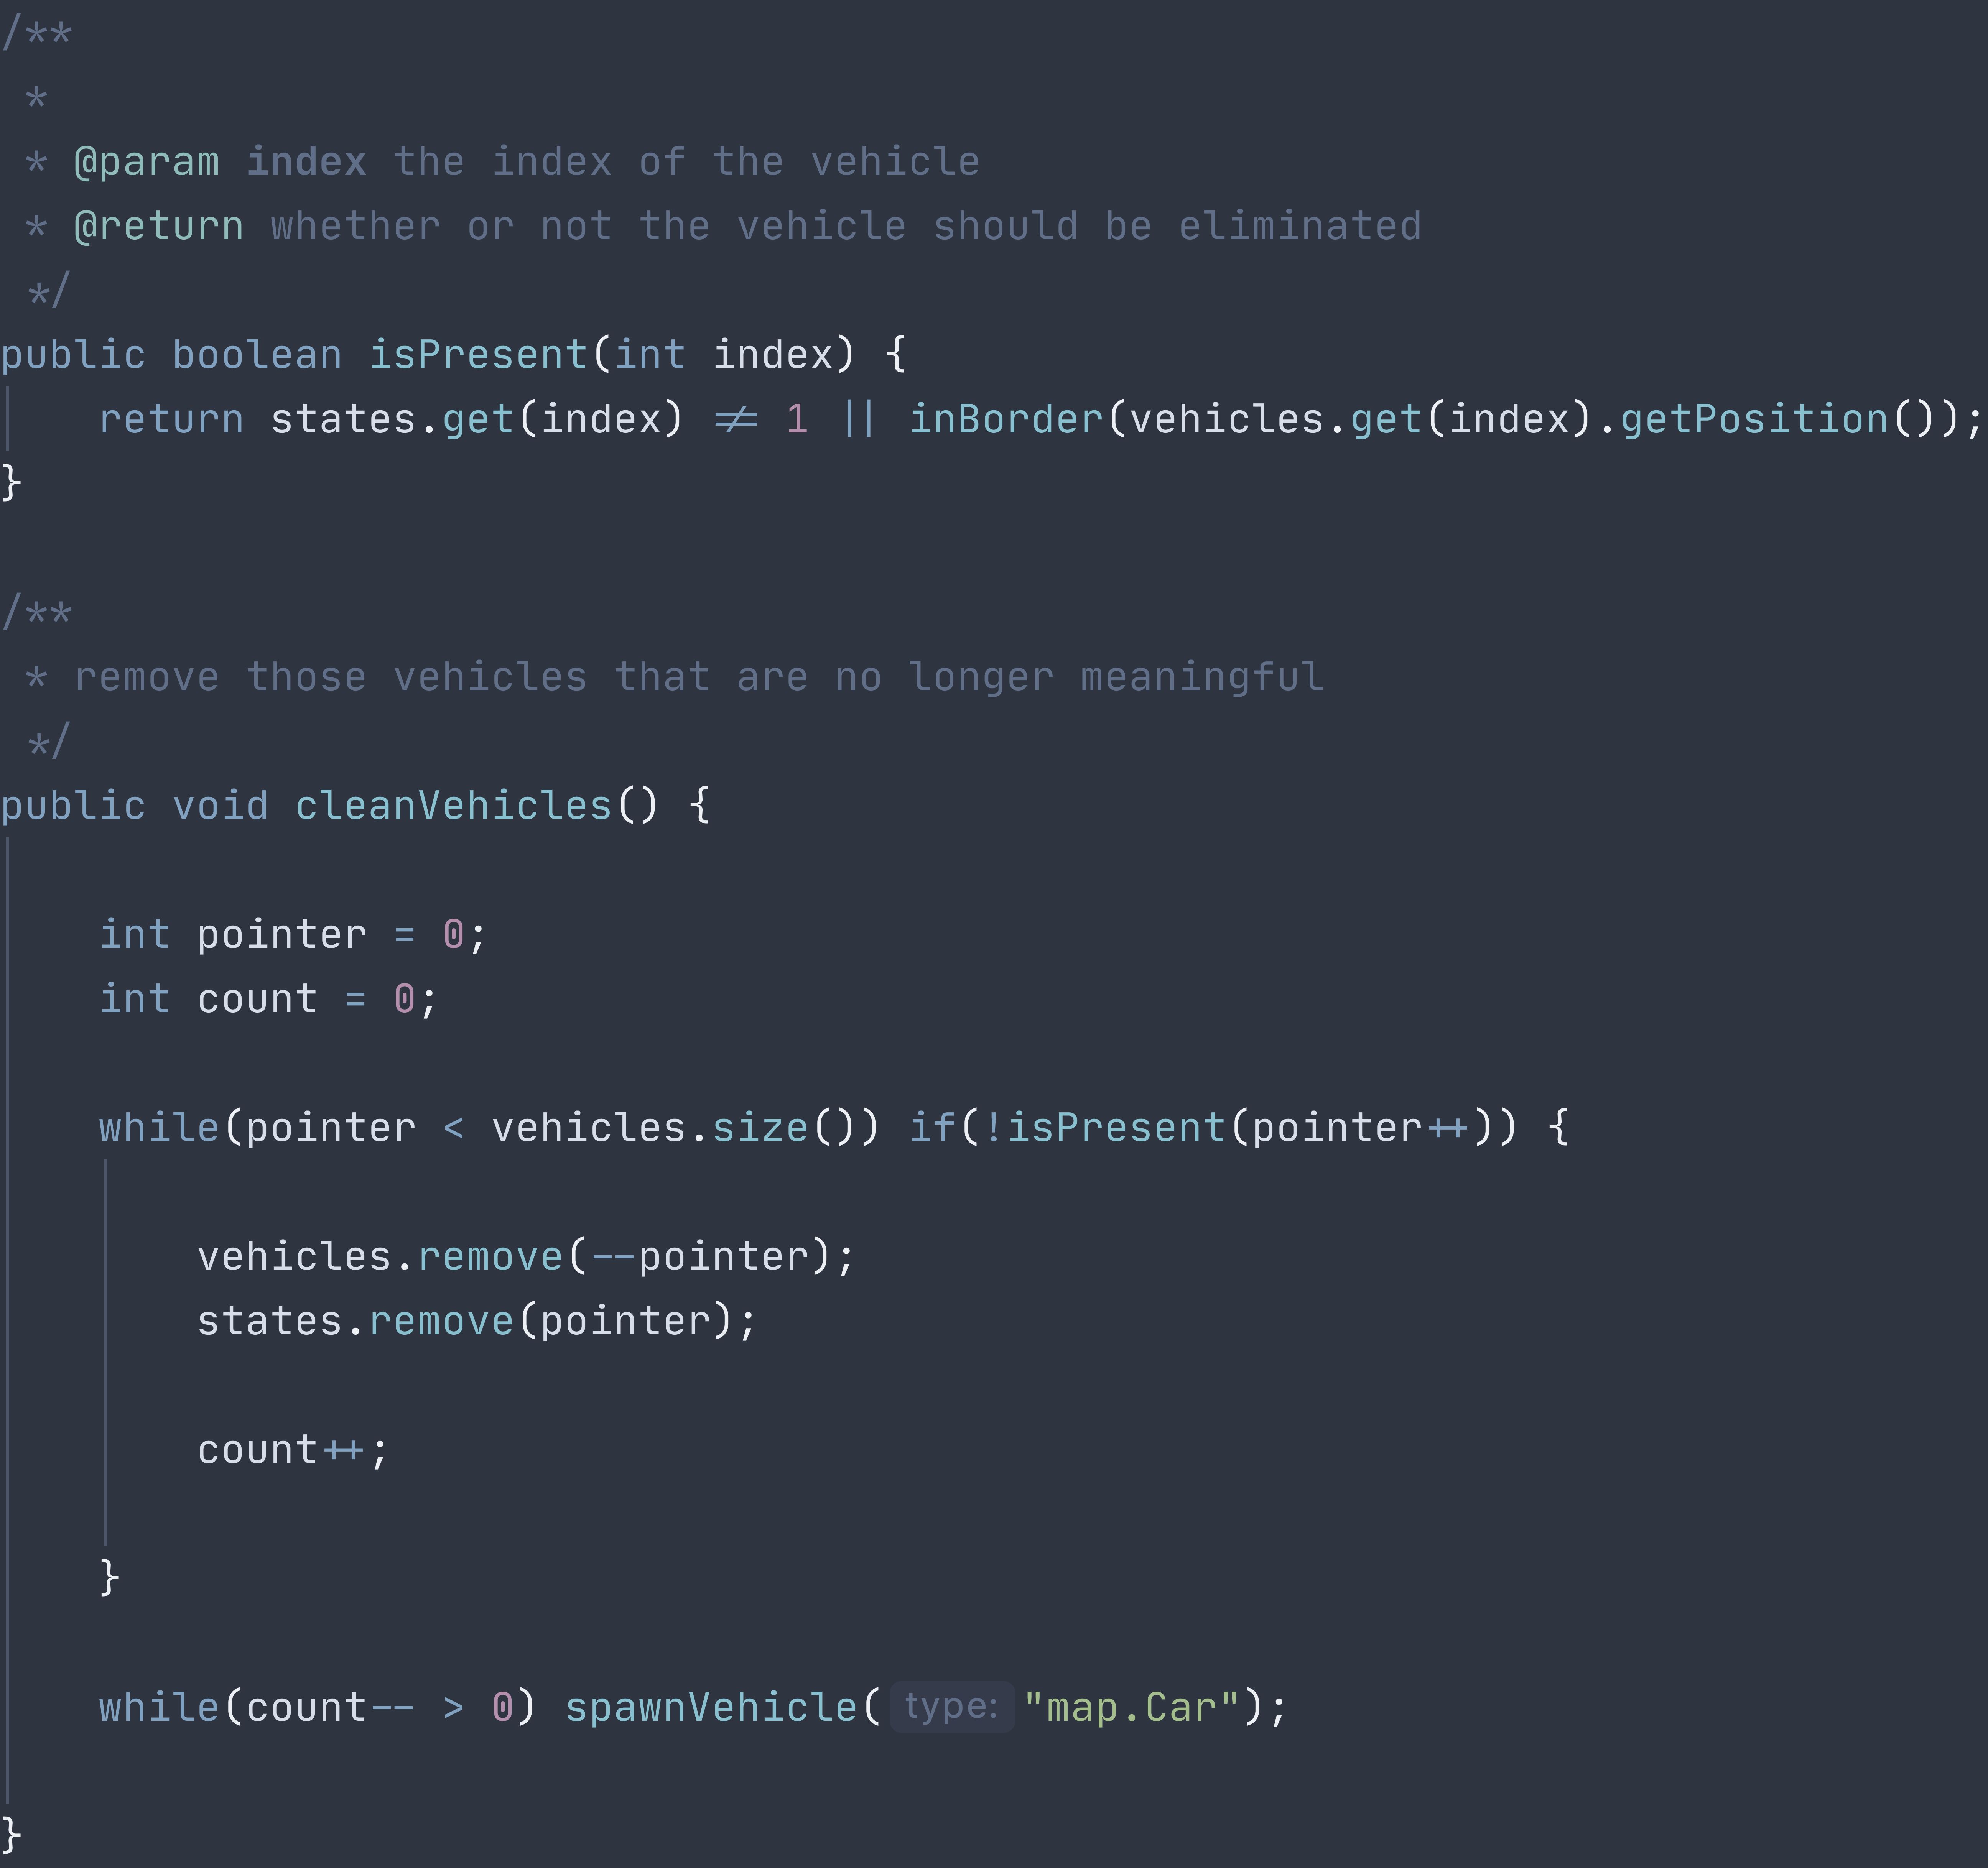 /**
 *
 * @param index the index of the vehicle
 * @return whether or not the vehicle should be eliminated
 */
public boolean isPresent(int index) {
    return states.get(index) != 1 || inBorder(vehicles.get(index).getPosition());
}
/**
 * remove those vehicles that are no longer meaningful
 */
public void cleanVehicles() {
    int pointer = 0;
    int count = 0;
    while(pointer < vehicles.size()) if(!isPresent(pointer++)) {
        vehicles.remove(--pointer);
        states.remove(pointer);
        count++;
    }
    while(count-- > 0) spawnVehicle( type: "map.Car");
}